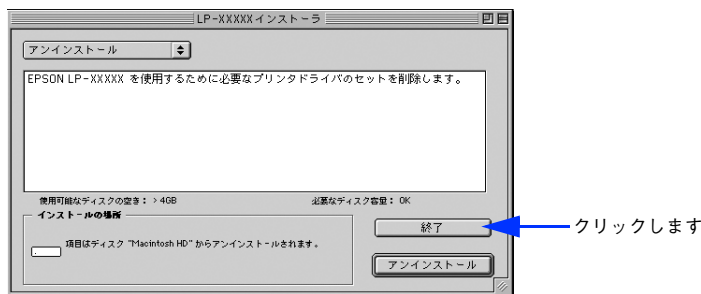 LP-XXXXXインストーラ
アンインストール
EPSON LP-XXXXX を使用するために必要なプリンタドライバのセットを削除します。
使用可能なディスクの空き： > 4GB
必要なディスク容量： OK
インストールの場所
項目はディスク "Macintosh HD" からアンインストールされます。
終了
クリックします
アンインストール